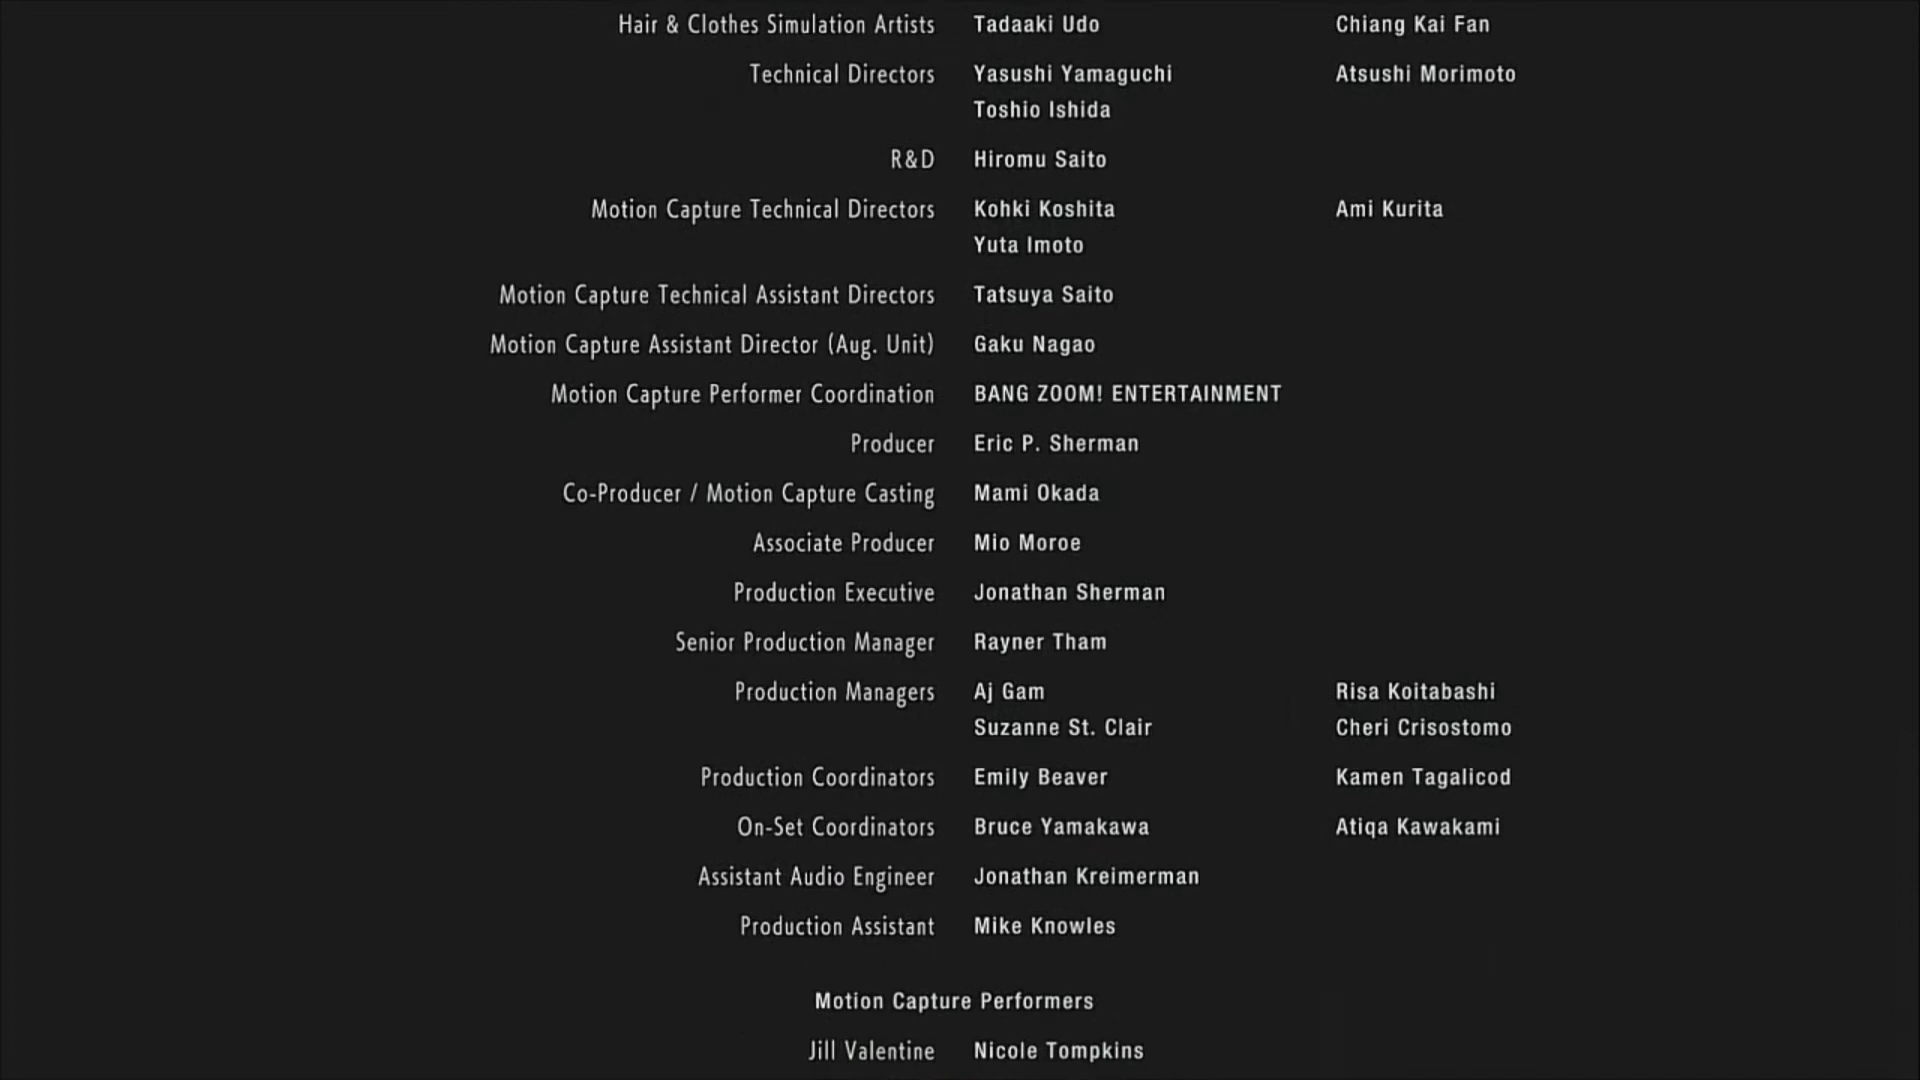 Hair & Clothes Simulation Artists Tadaaki Udo Chiang Kai Fan
Technical Directors Yasushi Yamaguchi Atsushi Morimoto
Toshio Ishida
R&D Hiromu Saito
Motion Capture Technical Directors Kohki Koshita Ami Kurita
Yuta Imoto
Motion Capture Technical Assistant Directors Tatsuya Saito
Motion Capture Assistant Director (Aug. Unit) Gaku Nagao
Motion Capture Performer Coordination BANG ZOOM! ENTERTAINMENT
Producer Eric P. Sherman
Co-Producer / Motion Capture Casting Mami Okada
Associate Producer Mio Moroe
Production Executive Jonathan Sherman
Senior Production Manager Rayner Tham
Production Managers Aj Gam Risa Koitabashi
Suzanne St. Clair Cheri Crisostomo
Production Coordinators Emily Beaver Kamen Tagalicod
On-Set Coordinators Bruce Yamakawa Atiqa Kawakami
Assistant Audio Engineer Jonathan Kreimerman
Production Assistant Mike Knowles
Motion Capture Performers
Jill Valentine Nicole Tompkins